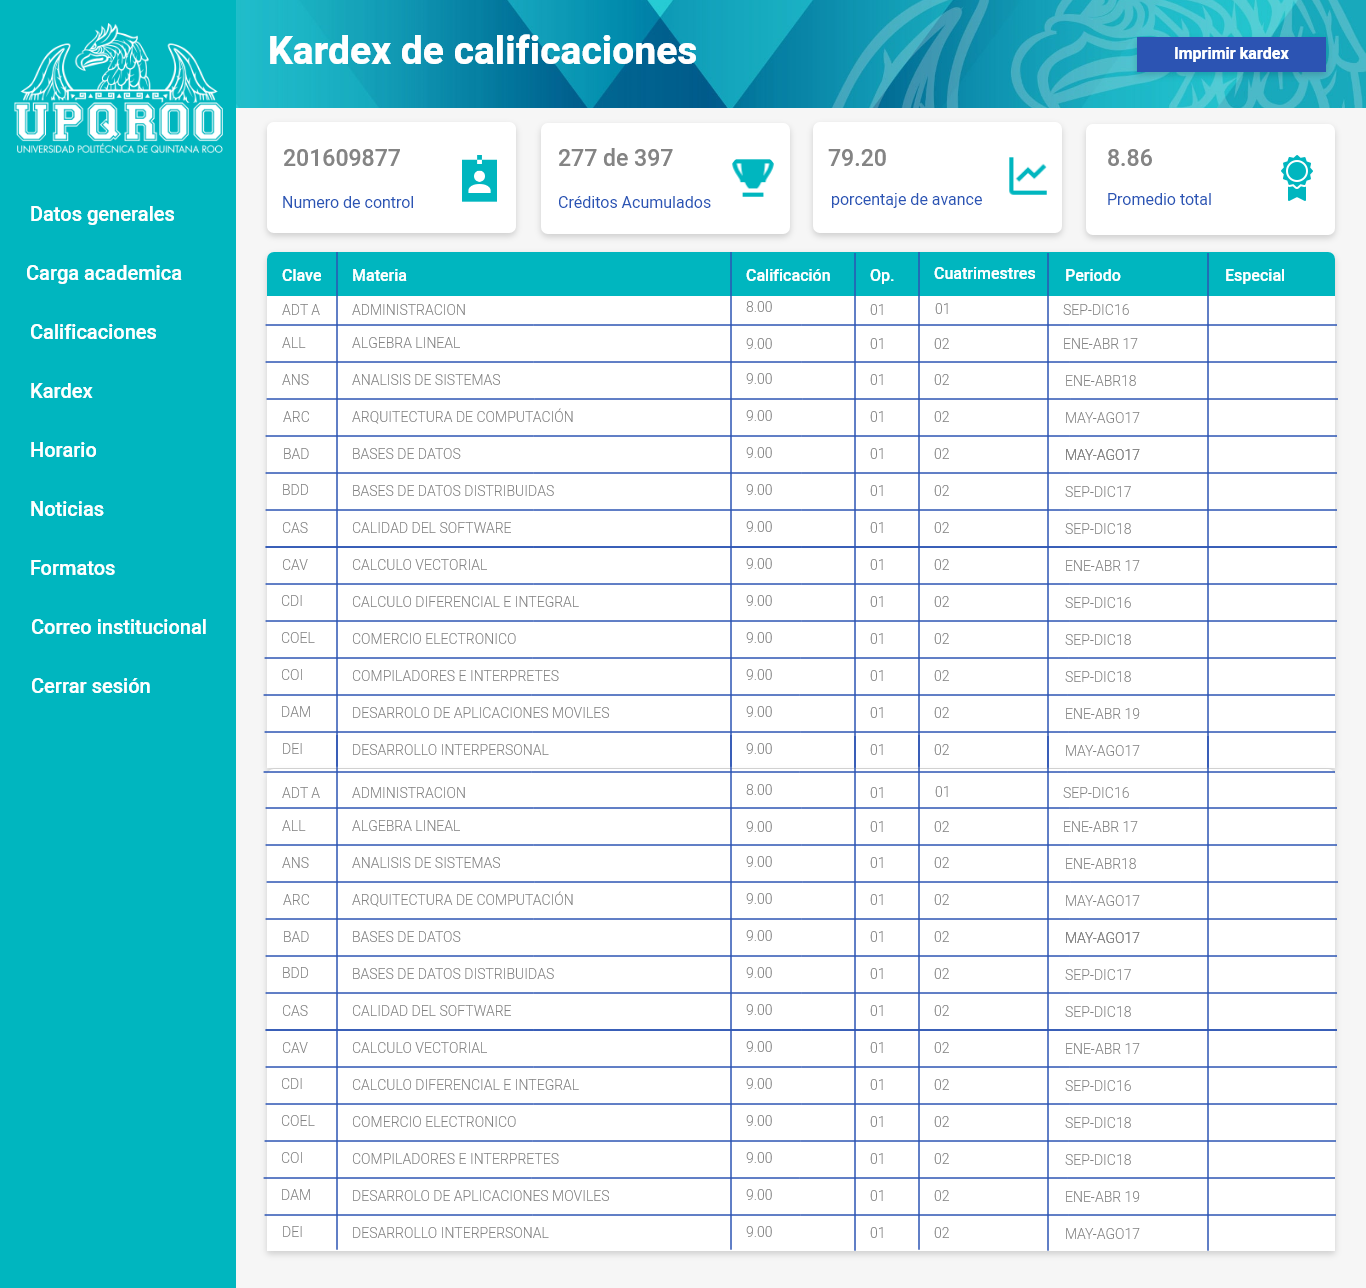 UPQROO
UNIVERSIDAD POLITÉCNICA DE QUINTANA ROO
Datos generales
Carga academica
Calificaciones
Kardex
Horario
Noticias
Formatos
Correo institucional
Cerrar sesión
Kardex de calificaciones
Imprimir kardex
201609877
Numero de control
277 de 397
Créditos Acumulados
79.20
porcentaje de avance
8.86
Promedio total
Clave Materia Calificación Op. Cuatrimestres Periodo Especial
ADT A ADMINISTRACION 8.00 01 01 SEP-DIC16
ALL ALGEBRA LINEAL 9.00 01 02 ENE-ABR 17
ANS ANALISIS DE SISTEMAS 9.00 01 02 ENE-ABR18
ARC ARQUITECTURA DE COMPUTACIÓN 9.00 01 02 MAY-AGO17
BAD BASES DE DATOS 9.00 01 02 MAY-AGO17
BDD BASES DE DATOS DISTRIBUIDAS 9.00 01 02 SEP-DIC17
CAS CALIDAD DEL SOFTWARE 9.00 01 02 SEP-DIC18
CAV CALCULO VECTORIAL 9.00 01 02 ENE-ABR 17
CDI CALCULO DIFERENCIAL E INTEGRAL 9.00 01 02 SEP-DIC16
COEL COMERCIO ELECTRONICO 9.00 01 02 SEP-DIC18
COI COMPILADORES E INTERPRETES 9.00 01 02 SEP-DIC18
DAM DESARROLO DE APLICACIONES MOVILES 9.00 01 02 ENE-ABR 19
DEI DESARROLLO INTERPERSONAL 9.00 01 02 MAY-AGO17
ADT A ADMINISTRACION 8.00 01 01 SEP-DIC16
ALL ALGEBRA LINEAL 9.00 01 02 ENE-ABR 17
ANS ANALISIS DE SISTEMAS 9.00 01 02 ENE-ABR18
ARC ARQUITECTURA DE COMPUTACIÓN 9.00 01 02 MAY-AGO17
BAD BASES DE DATOS 9.00 01 02 MAY-AGO17
BDD BASES DE DATOS DISTRIBUIDAS 9.00 01 02 SEP-DIC17
CAS CALIDAD DEL SOFTWARE 9.00 01 02 SEP-DIC18
CAV CALCULO VECTORIAL 9.00 01 02 ENE-ABR 17
CDI CALCULO DIFERENCIAL E INTEGRAL 9.00 01 02 SEP-DIC16
COEL COMERCIO ELECTRONICO 9.00 01 02 SEP-DIC18
COI COMPILADORES E INTERPRETES 9.00 01 02 SEP-DIC18
DAM DESARROLO DE APLICACIONES MOVILES 9.00 01 02 ENE-ABR 19
DEI DESARROLLO INTERPERSONAL 9.00 01 02 MAY-AGO17